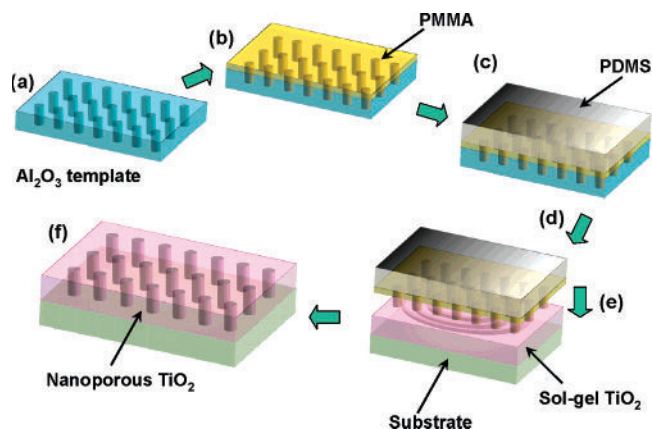 (a)
Al₂O₃ template
(b)
PMMA
(c)
PDMS
(d)
(e)
Sol-gel TiO₂
Substrate
(f)
Nanoporous TiO₂